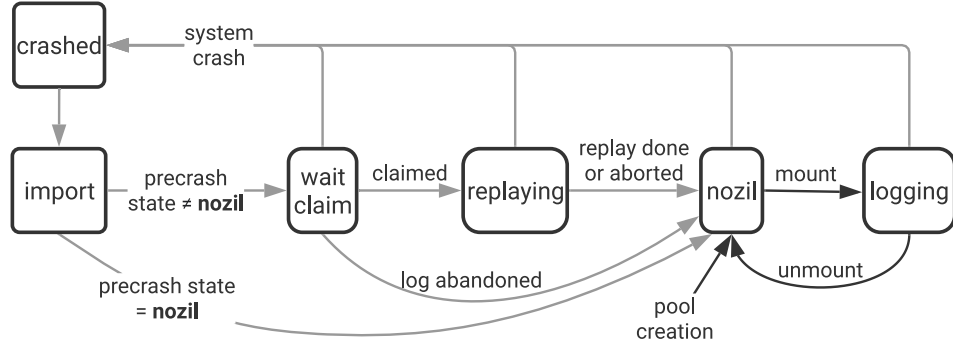 crashed
system
crash
import
precrash
state ≠ nozil
wait
claim
claimed
replaying
replay done
or aborted
nozil
mount
logging
precrash state
= nozil
log abandoned
unmount
pool
creation